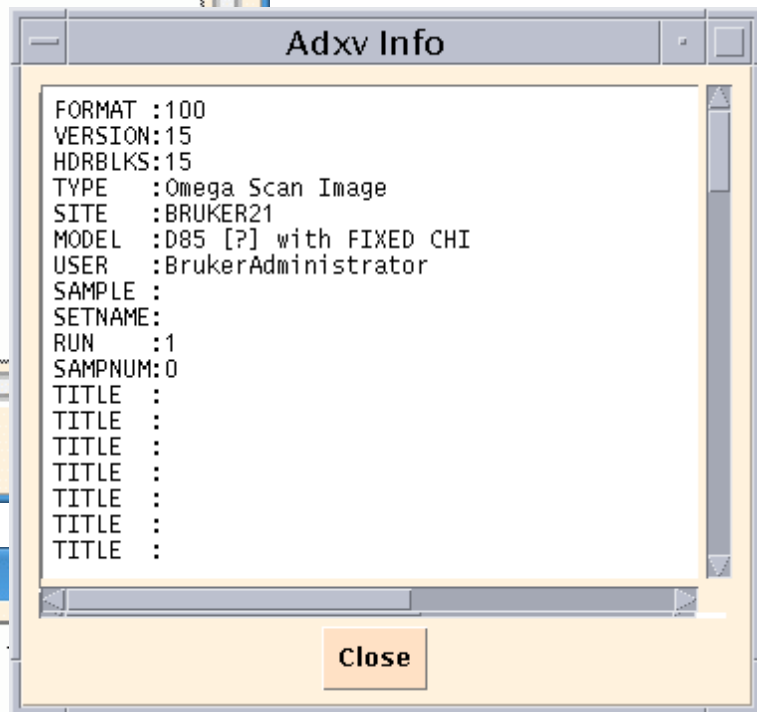 Adxv Info
FORMAT :100
VERSION:15
HDRBLKS:15
TYPE   :Omega Scan Image
SITE   :BRUKER21
MODEL  :D85 [?] with FIXED CHI
USER   :BrukerAdministrator
SAMPLE :
SETNAME:
RUN    :1
SAMPNUM:0
TITLE  :
TITLE  :
TITLE  :
TITLE  :
TITLE  :
TITLE  :
TITLE  :
Close